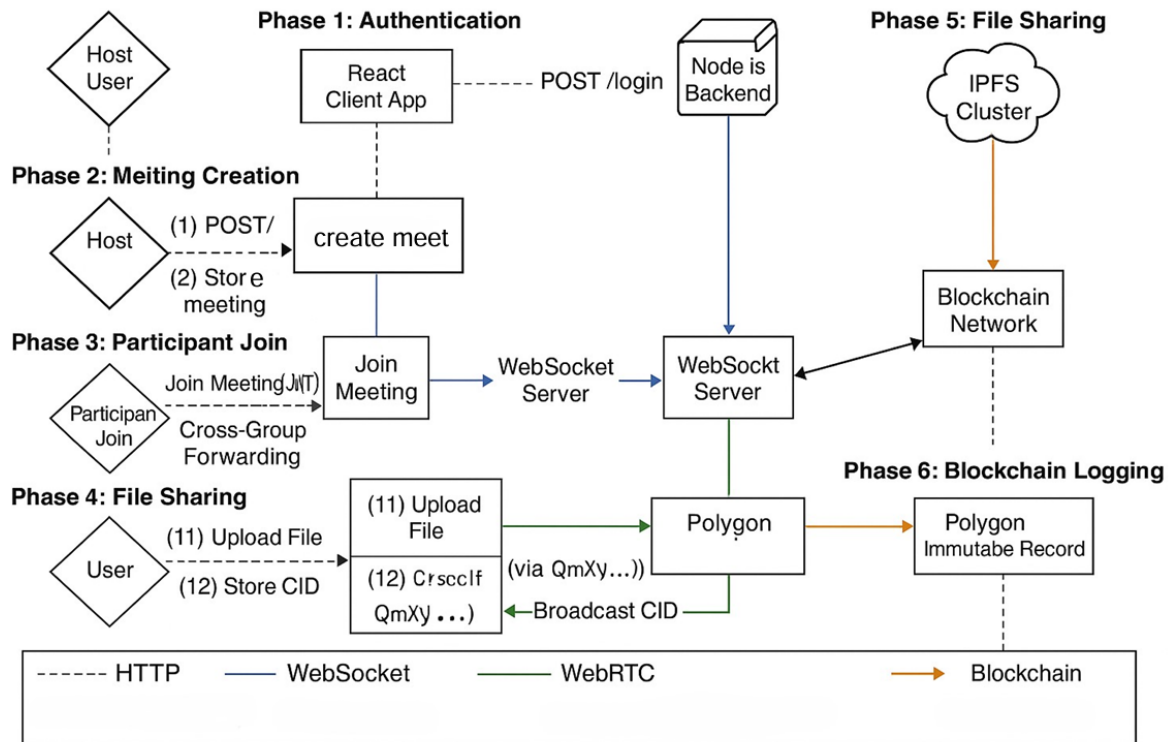 Phase 1: Authentication
Phase 5: File Sharing
Host
User
React
Client App
POST /login
Node is
Backend
IPFS
Cluster
Phase 2: Meiting Creation
Host
(1) POST/
(2) Store
meeting
create meet
Blockchain
Network
Phase 3: Participant Join
Participan
Join
Join Meeting(JWT)
Cross-Group
Forwarding
Join
Meeting
WebSocket
Server
WebSockt
Server
Phase 6: Blockchain Logging
Phase 4: File Sharing
User
(11) Upload File
(12) Store CID
(11) Upload
File
(12) Crscclf
QmXy ...)
(via QmXy...))
Broadcast CID
Polygon
Polygon
Immutabe Record
HTTP
WebSocket
WebRTC
Blockchain